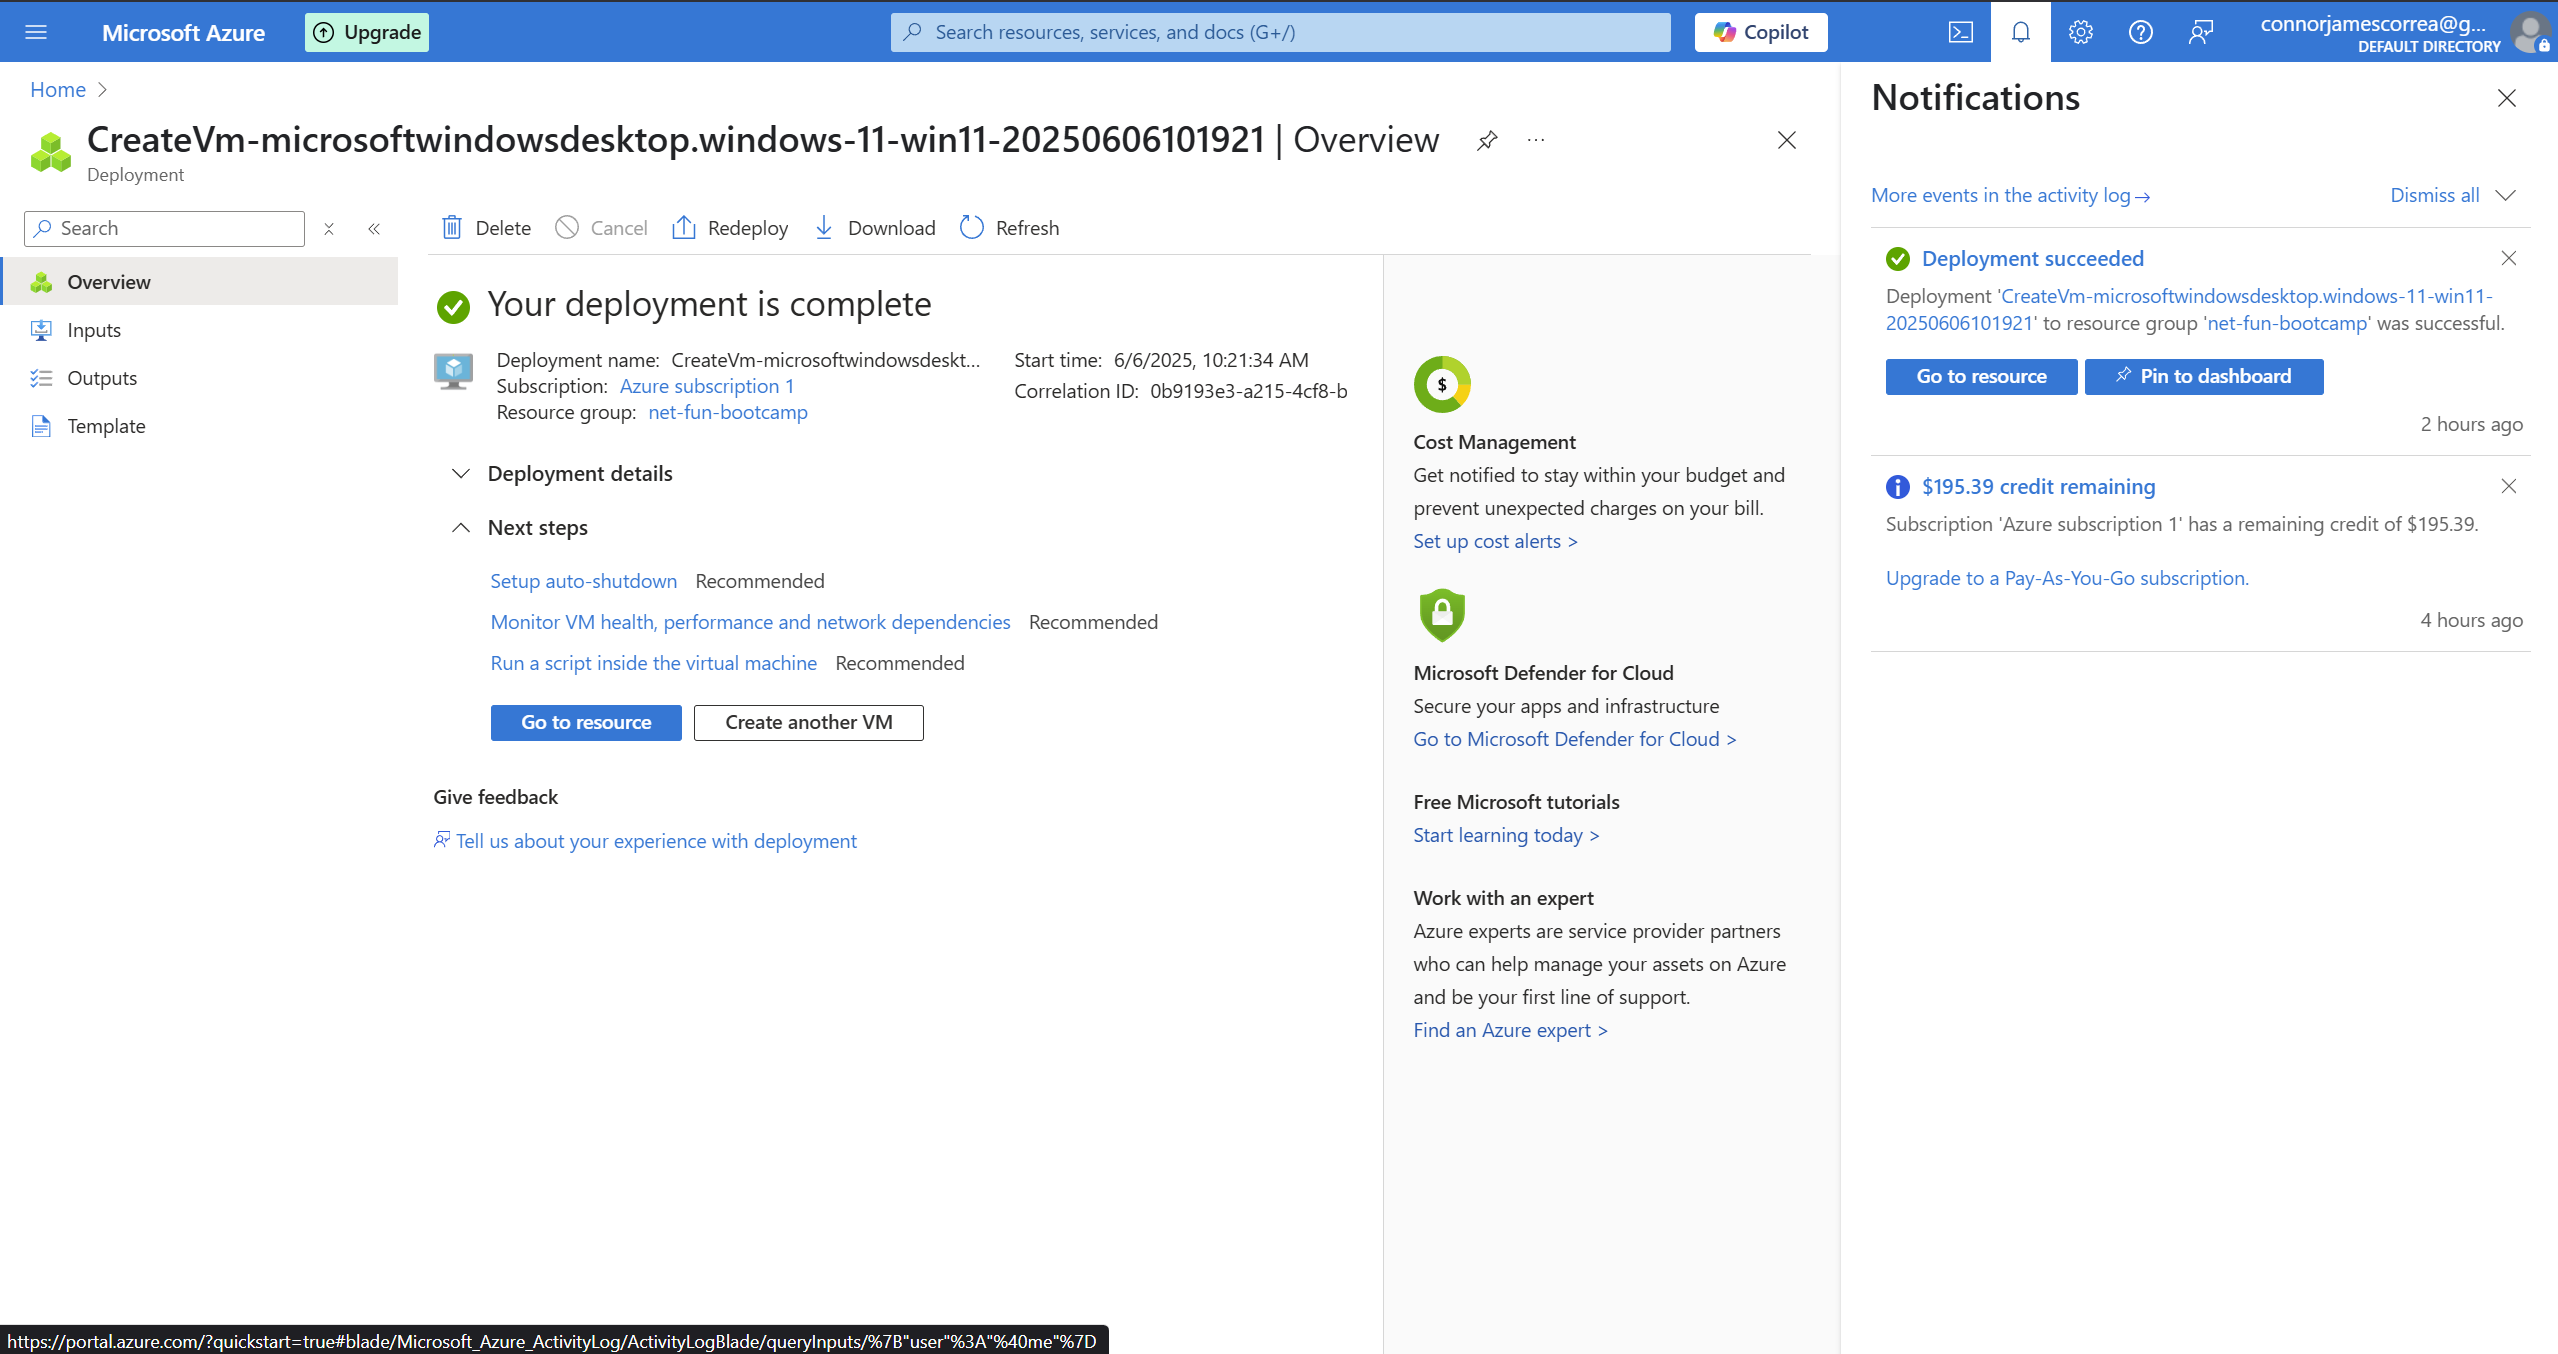 Microsoft Azure
Upgrade
Search resources, services, and docs (G+/)
Copilot
connorjamescorrea@g...
DEFAULT DIRECTORY
Home
CreateVm-microsoftwindowsdesktop.windows-11-win11-20250606101921 | Overview
Deployment
Search
Overview
Inputs
Outputs
Template
Delete
Cancel
Redeploy
Download
Refresh
Your deployment is complete
Deployment name: CreateVm-microsoftwindowsdeskt...
Subscription: Azure subscription 1
Resource group: net-fun-bootcamp
Start time: 6/6/2025, 10:21:34 AM
Correlation ID: 0b9193e3-a215-4cf8-b
Deployment details
Next steps
Setup auto-shutdown Recommended
Monitor VM health, performance and network dependencies Recommended
Run a script inside the virtual machine Recommended
Go to resource
Create another VM
Give feedback
Tell us about your experience with deployment
$
Cost Management
Get notified to stay within your budget and
prevent unexpected charges on your bill.
Set up cost alerts >
Microsoft Defender for Cloud
Secure your apps and infrastructure
Go to Microsoft Defender for Cloud >
Free Microsoft tutorials
Start learning today >
Work with an expert
Azure experts are service provider partners
who can help manage your assets on Azure
and be your first line of support.
Find an Azure expert >
Notifications
More events in the activity log →
Dismiss all
Deployment succeeded
Deployment 'CreateVm-microsoftwindowsdesktop.windows-11-win11-
20250606101921' to resource group 'net-fun-bootcamp' was successful.
Go to resource
Pin to dashboard
2 hours ago
$195.39 credit remaining
Subscription 'Azure subscription 1' has a remaining credit of $195.39.
Upgrade to a Pay-As-You-Go subscription.
4 hours ago
https://portal.azure.com/?quickstart=true#blade/Microsoft_Azure_ActivityLog/ActivityLogBlade/queryInputs/%7B"user"%3A"%40me"%7D